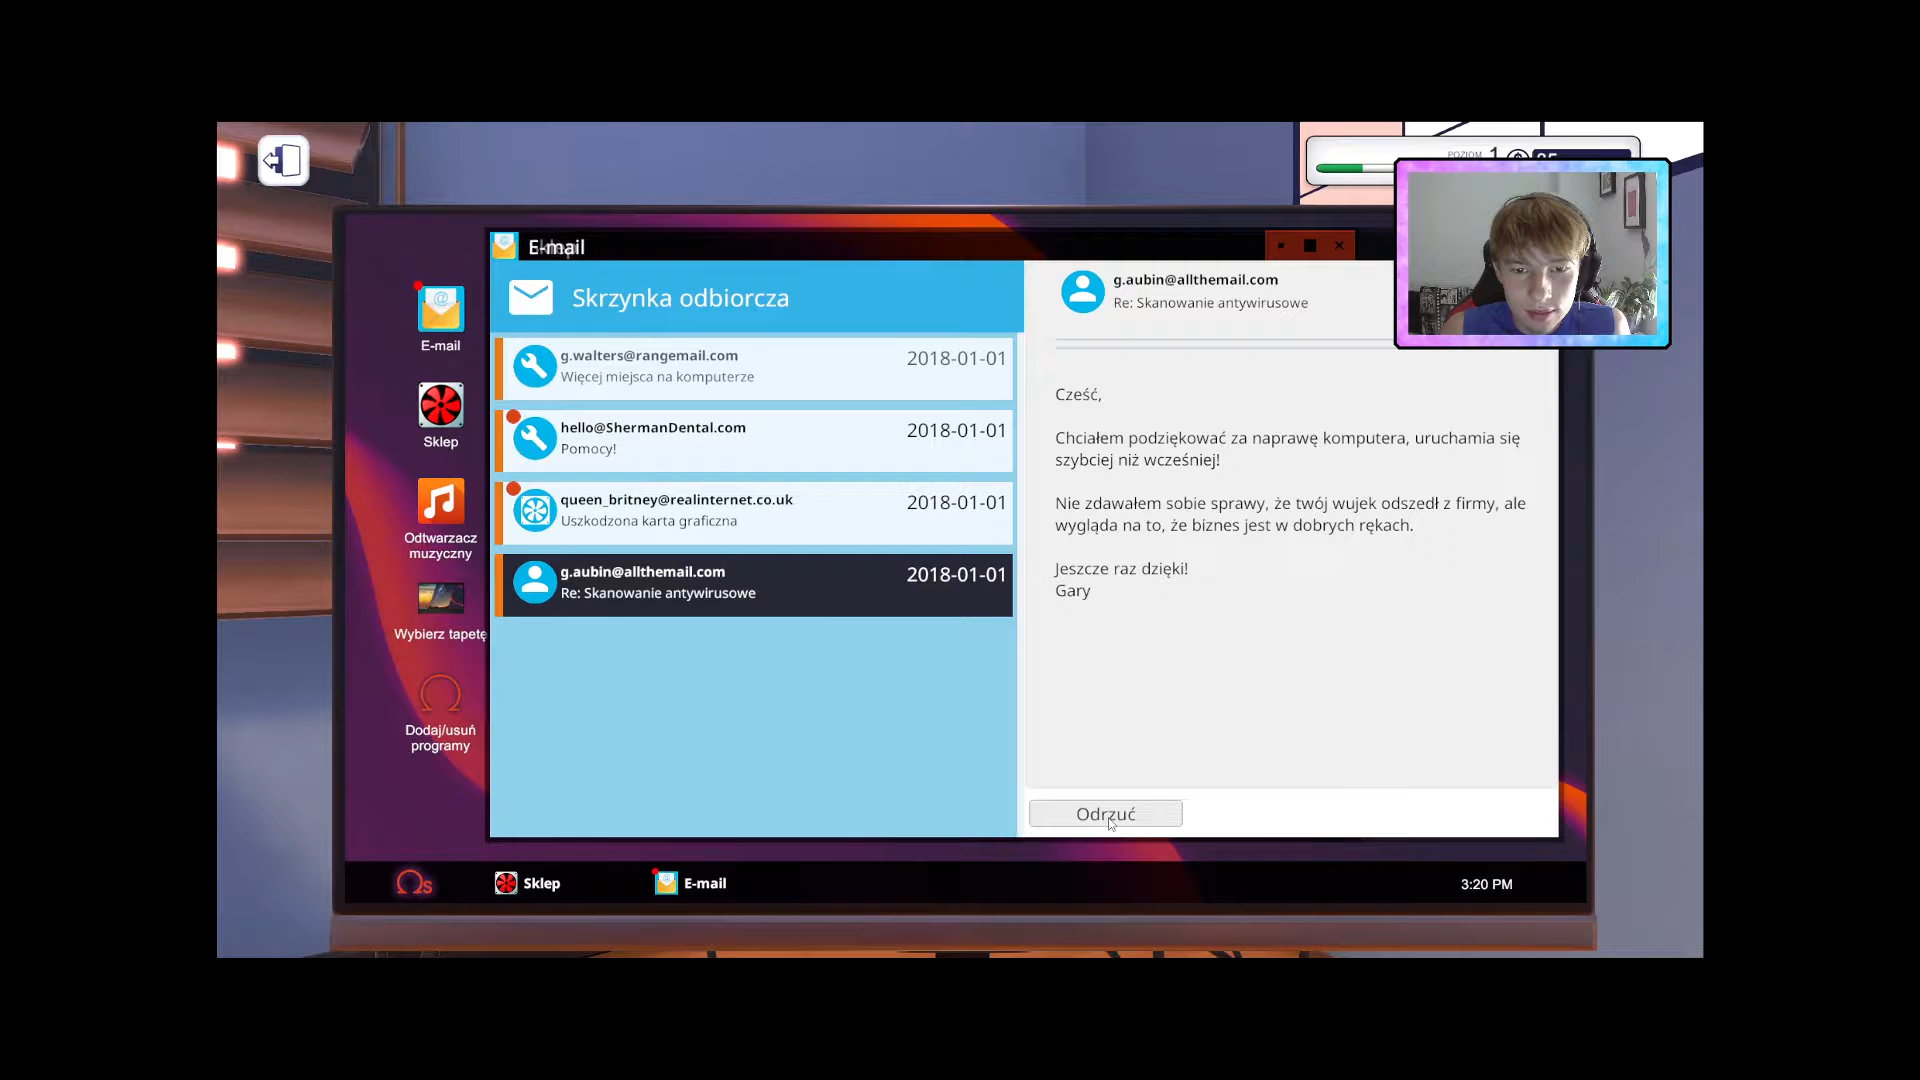 POZIOM 1
E-mail
Skrzynka odbiorcza
g.walters@rangemail.com
2018-01-01
Więcej miejsca na komputerze
hello@ShermanDental.com
2018-01-01
Pomocy!
queen_britney@realinternet.co.uk
2018-01-01
Uszkodzona karta graficzna
g.aubin@allthemail.com
2018-01-01
Re: Skanowanie antywirusowe
g.aubin@allthemail.com
Re: Skanowanie antywirusowe
Cześć,
Chciałem podziękować za naprawę komputera, uruchamia się
szybciej niż wcześniej!
Nie zdawałem sobie sprawy, że twój wujek odszedł z firmy, ale
wygląda na to, że biznes jest w dobrych rękach.
Jeszcze raz dzięki!
Gary
Odrzuć
E-mail
Sklep
Odtwarzacz
muzyczny
Wybierz tapetę
Dodaj/usuń
programy
Ωs
Sklep
E-mail
3:20 PM